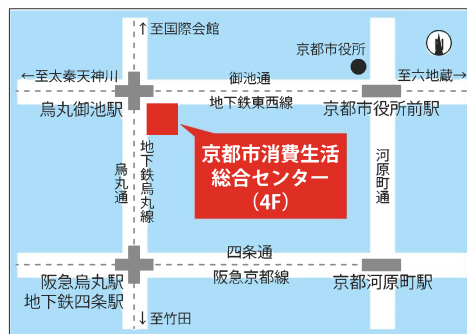 ↑至国際会館
京都市役所
←至太秦天神川
御池通
至六地蔵→
烏丸御池駅
地下鉄東西線
京都市役所前駅
京都市消費生活
総合センター
（4F）
烏丸通
地下鉄烏丸線
河原町通
四条通
阪急烏丸駅
地下鉄四条駅
阪急京都線
京都河原町駅
↓至竹田